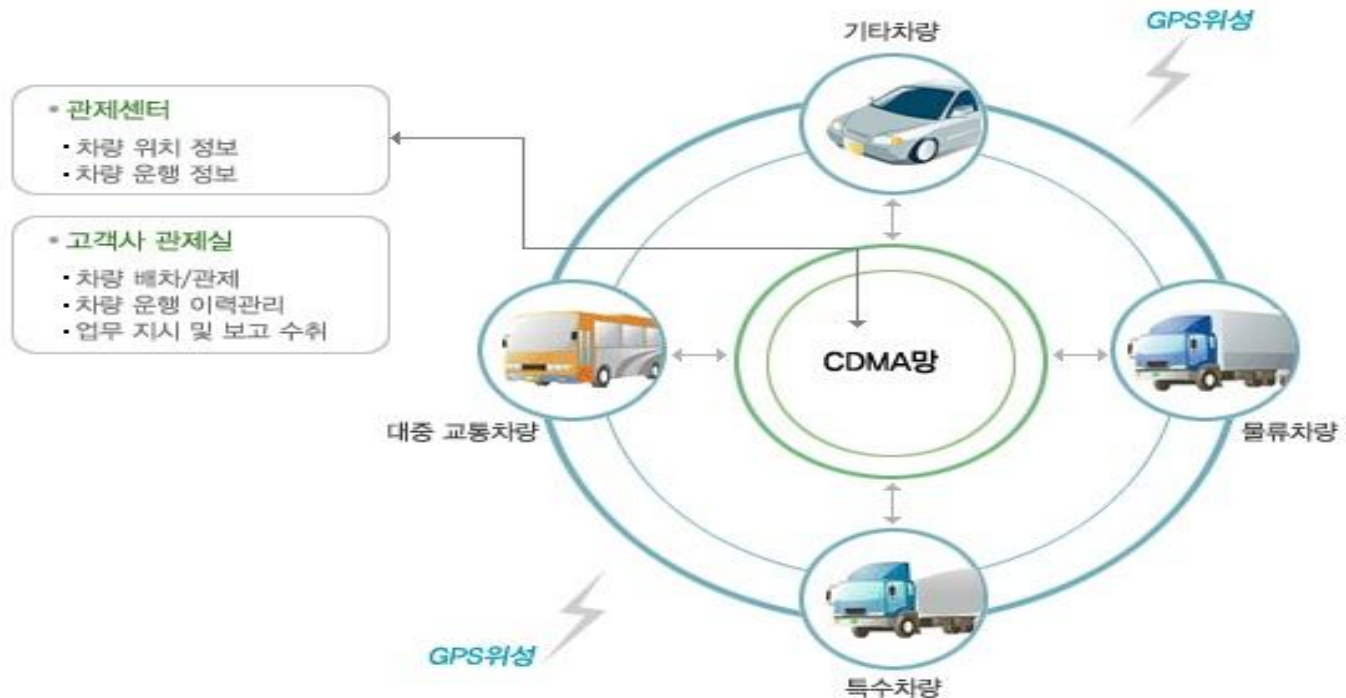 기타차량
GPS위성
• 관제센터
· 차량 위치 정보
· 차량 운행 정보
• 고객사 관제실
· 차량 배차/관제
· 차량 운행 이력관리
· 업무 지시 및 보고 수취
CDMA망
대중 교통차량
물류차량
GPS위성
특수차량